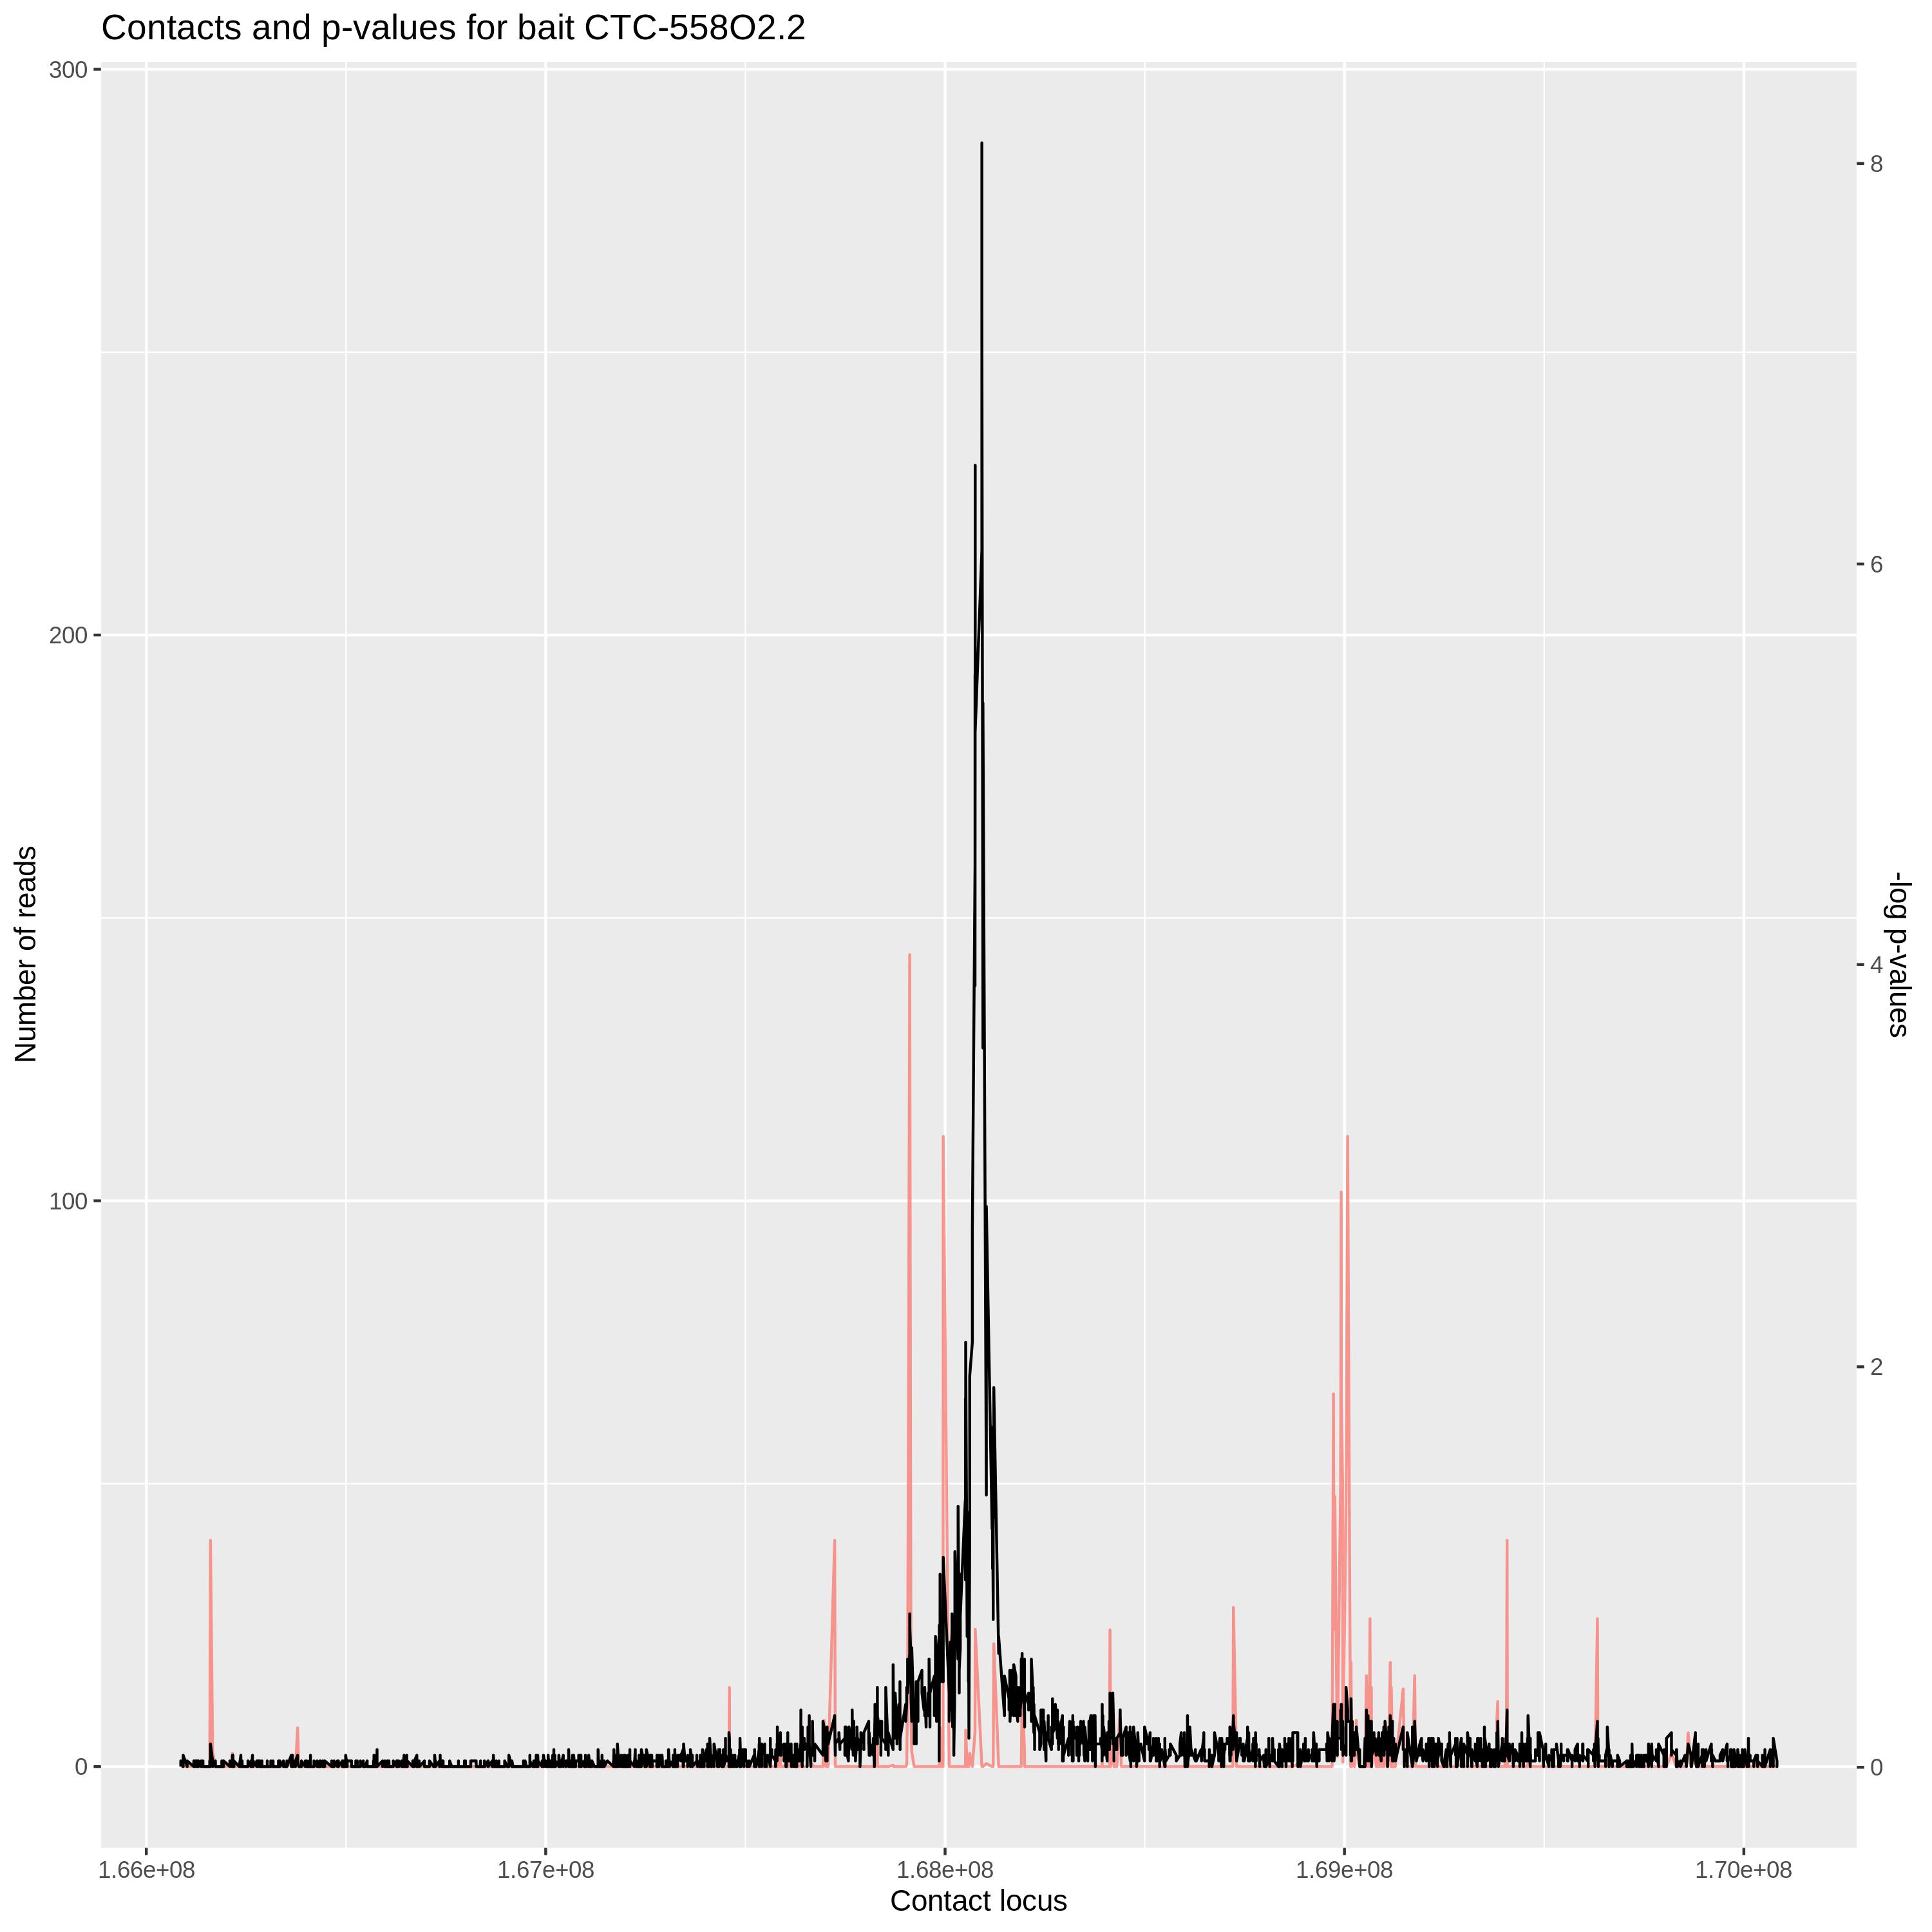 Contacts and p-values for bait CTC-558O2.2
300
200
100
0
Number of reads
8
6
4
2
0
-log p-values
1.66e+08
1.67e+08
1.68e+08
1.69e+08
1.70e+08
Contact locus